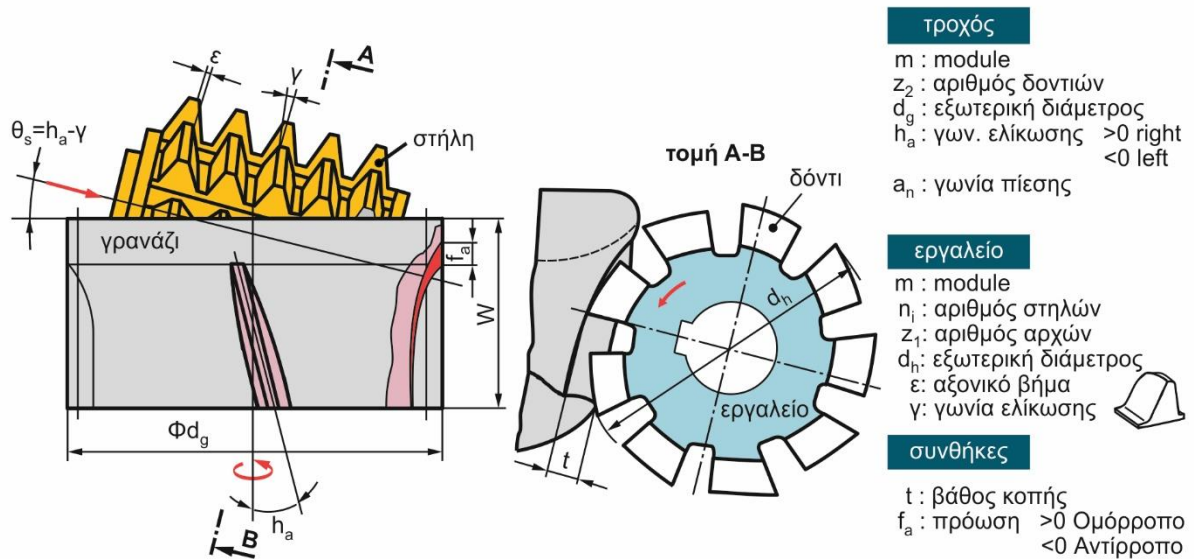 ε
γ
A
θs=ha-γ
στήλη
γρανάζι
fa
W
Φdg
ha
B
τομή A-B
δόντι
dh
εργαλείο
t
τροχός
m : module
z2 : αριθμός δοντιών
dg : εξωτερική διάμετρος
ha : γων. ελίκωσης >0 right
<0 left
an : γωνία πίεσης
εργαλείο
m : module
ni : αριθμός στηλών
z1: αριθμός αρχών
dh: εξωτερική διάμετρος
ε: αξονικό βήμα
γ: γωνία ελίκωσης
συνθήκες
t : βάθος κοπής
fa : πρόωση >0 Ομόρροπο
<0 Αντίρροπο